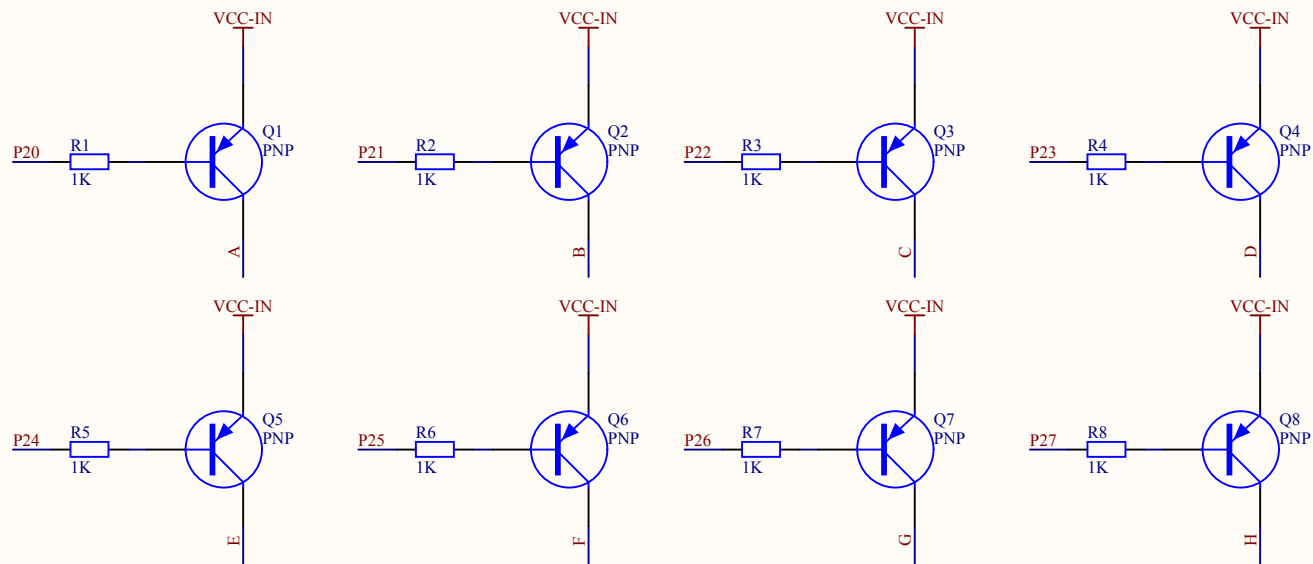 VCC-IN VCC-IN VCC-IN VCC-IN
Q1 Q2 Q3 Q4
P20 R1 PNP P21 R2 PNP P22 R3 PNP P23 R4 PNP
1K 1K 1K 1K
A B C D
VCC-IN VCC-IN VCC-IN VCC-IN
Q5 Q6 Q7 Q8
P24 R5 PNP P25 R6 PNP P26 R7 PNP P27 R8 PNP
1K 1K 1K 1K
E F G H